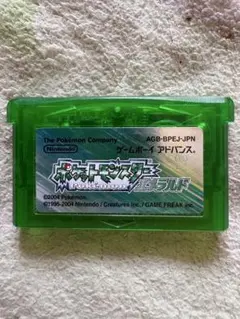 The Pokémon Company
AGB-BPEJ-JPN
Nintendo
ゲームボーイ アドバンス。
ポケットモンスター
エメラルド
©2004 Pokémon.
©1995-2004 Nintendo / Creatures inc. / GAME FREAK inc.